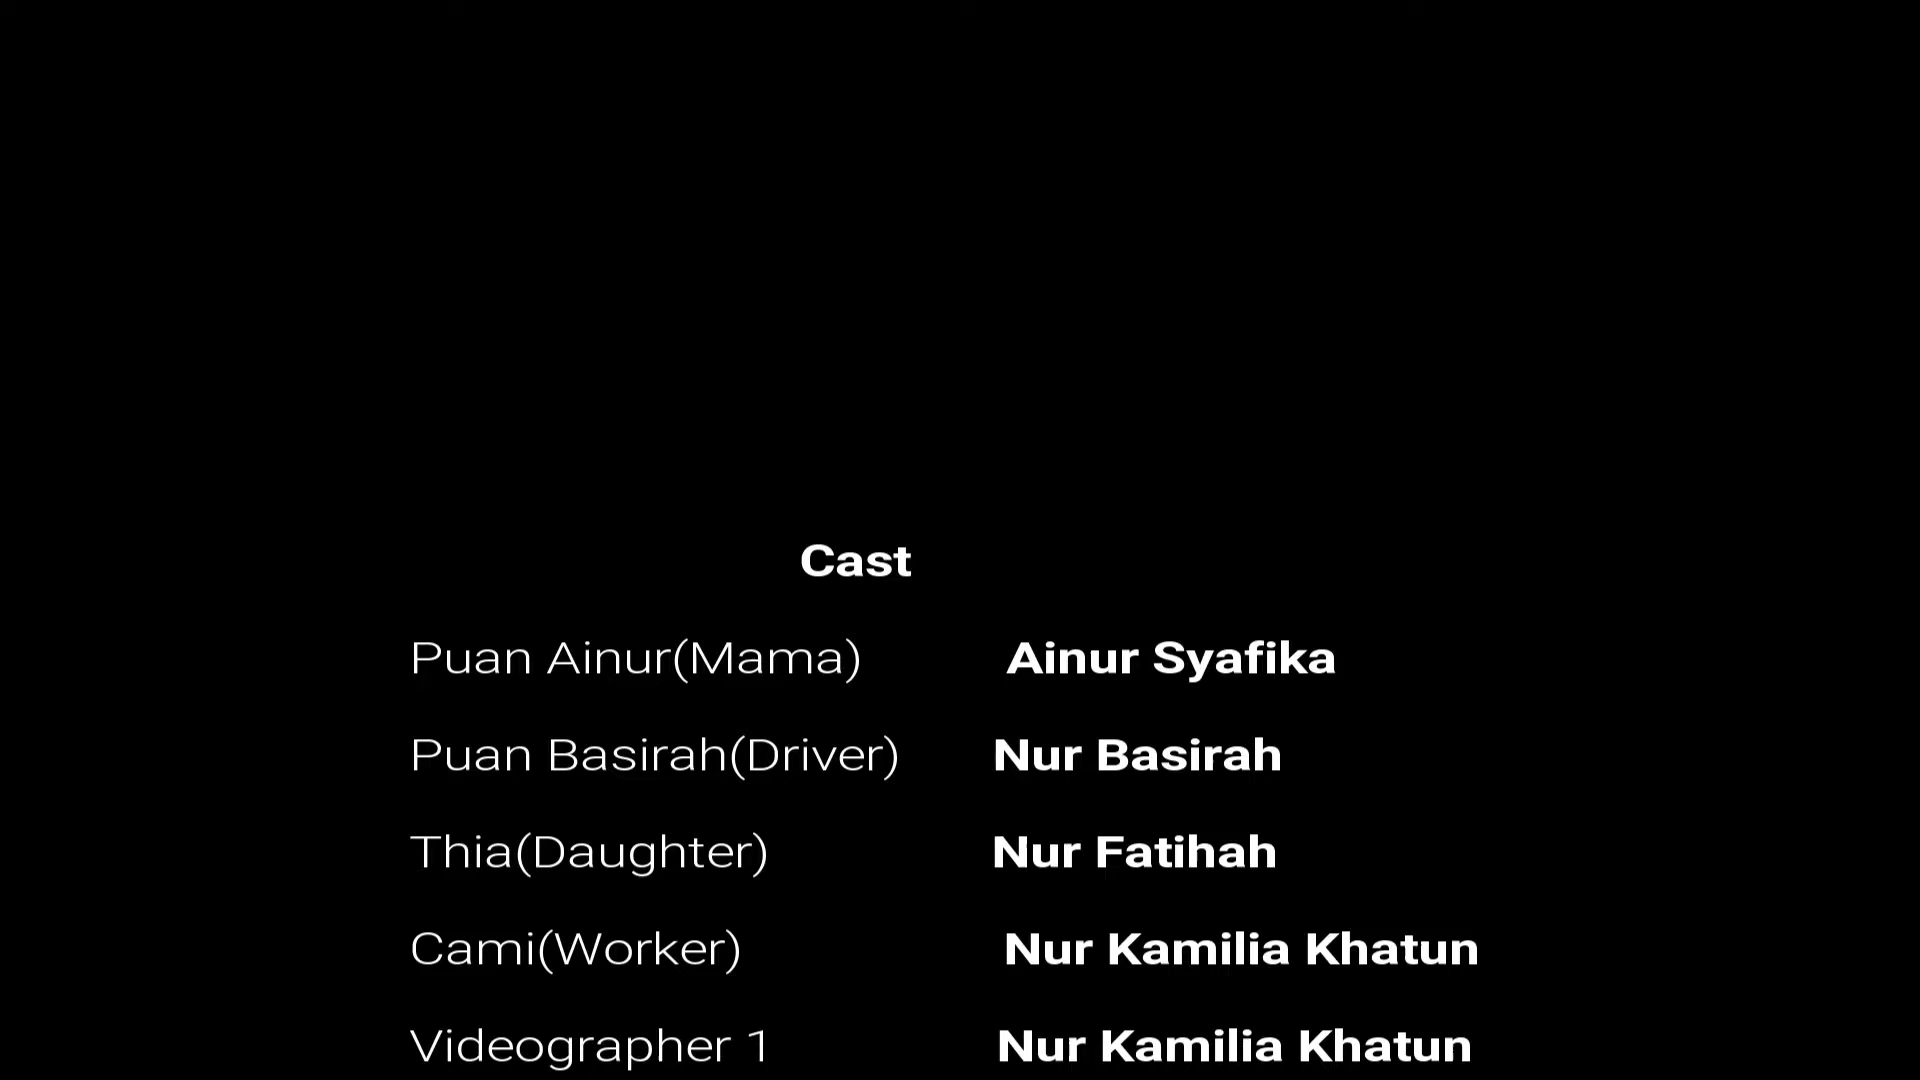 Cast
Puan Ainur(Mama) Ainur Syafika
Puan Basirah(Driver) Nur Basirah
Thia(Daughter) Nur Fatihah
Cami(Worker) Nur Kamilia Khatun
Videographer 1 Nur Kamilia Khatun